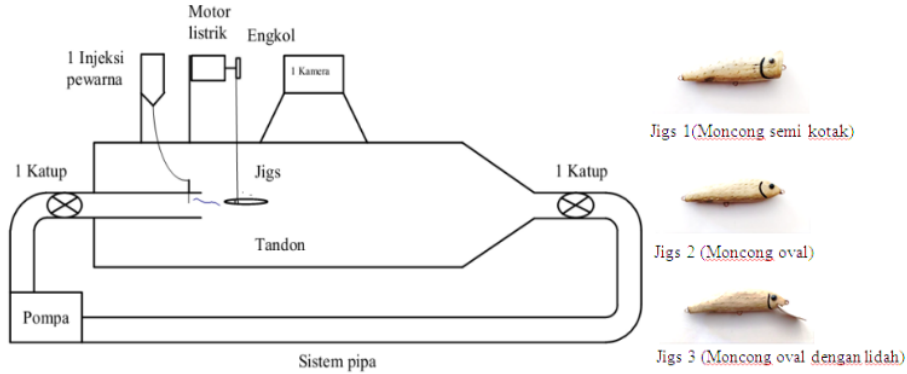 Motor
listrik
Engkol
1 Injeksi
pewarna
1 Kamera
Jigs 1(Moncong semi kotak)
1 Katup
Jigs
1 Katup
Tandon
Jigs 2 (Moncong oval)
Pompa
Sistem pipa
Jigs 3 (Moncong oval dengan lidah)